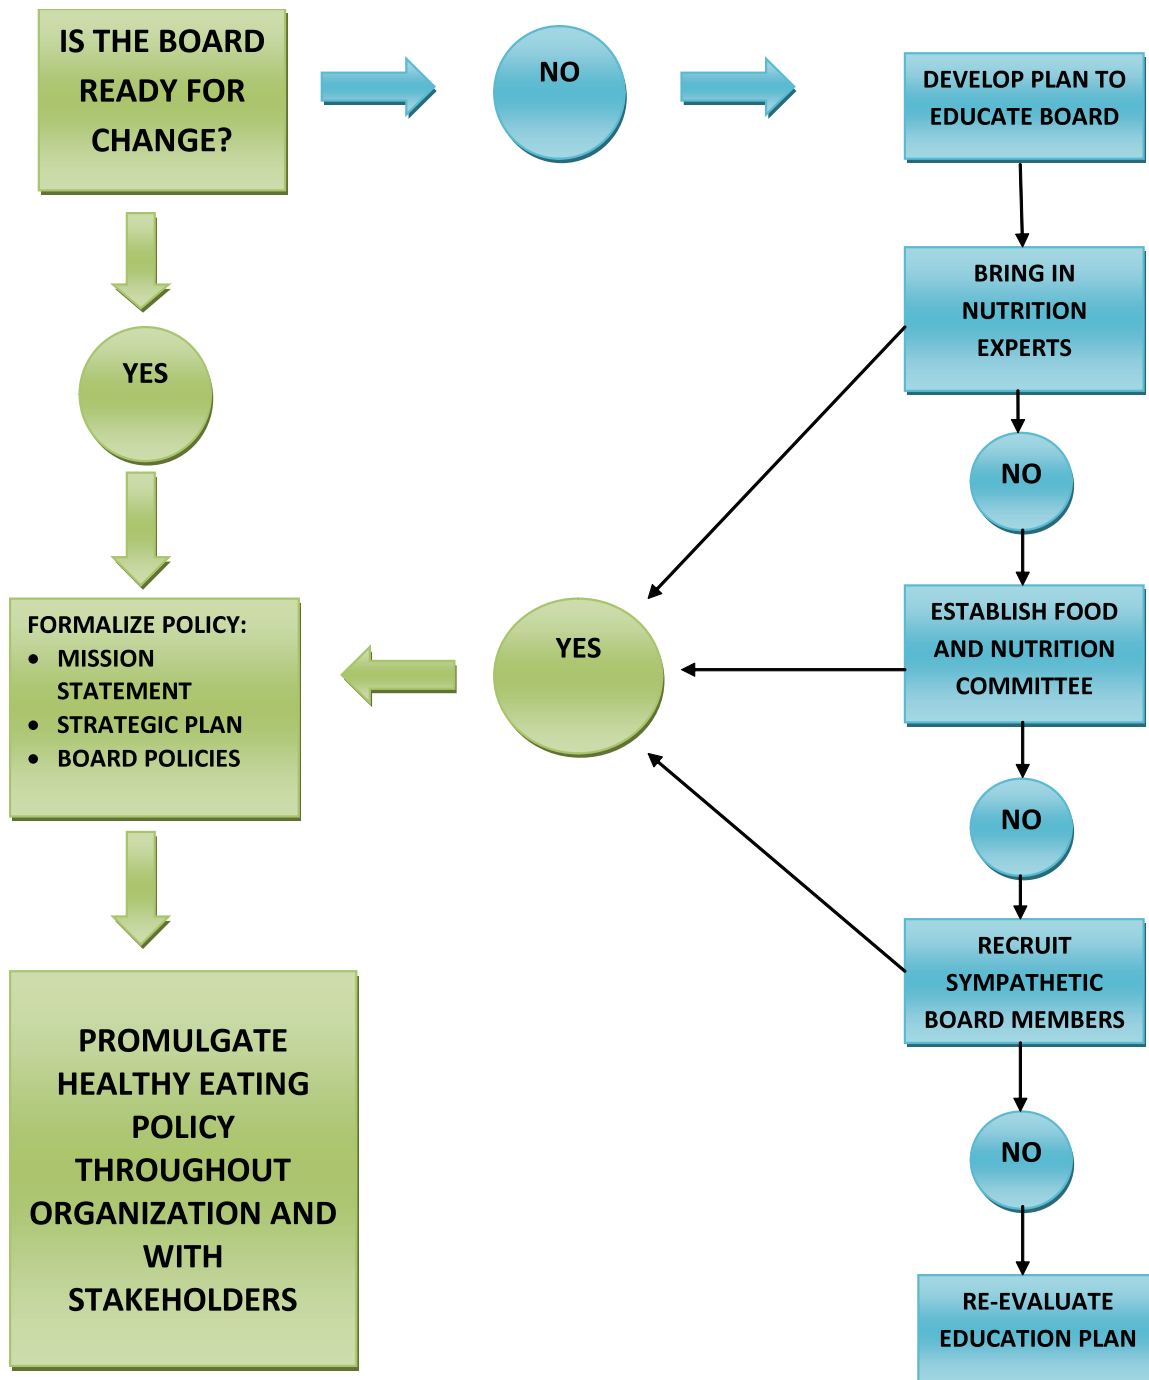 IS THE BOARD
READY FOR
CHANGE?
NO
DEVELOP PLAN TO
EDUCATE BOARD
BRING IN
NUTRITION
EXPERTS
YES
NO
ESTABLISH FOOD
AND NUTRITION
COMMITTEE
YES
FORMALIZE POLICY:
• MISSION
STATEMENT
• STRATEGIC PLAN
• BOARD POLICIES
NO
RECRUIT
SYMPATHETIC
BOARD MEMBERS
PROMULGATE
HEALTHY EATING
POLICY
THROUGHOUT
ORGANIZATION AND
WITH
STAKEHOLDERS
NO
RE-EVALUATE
EDUCATION PLAN